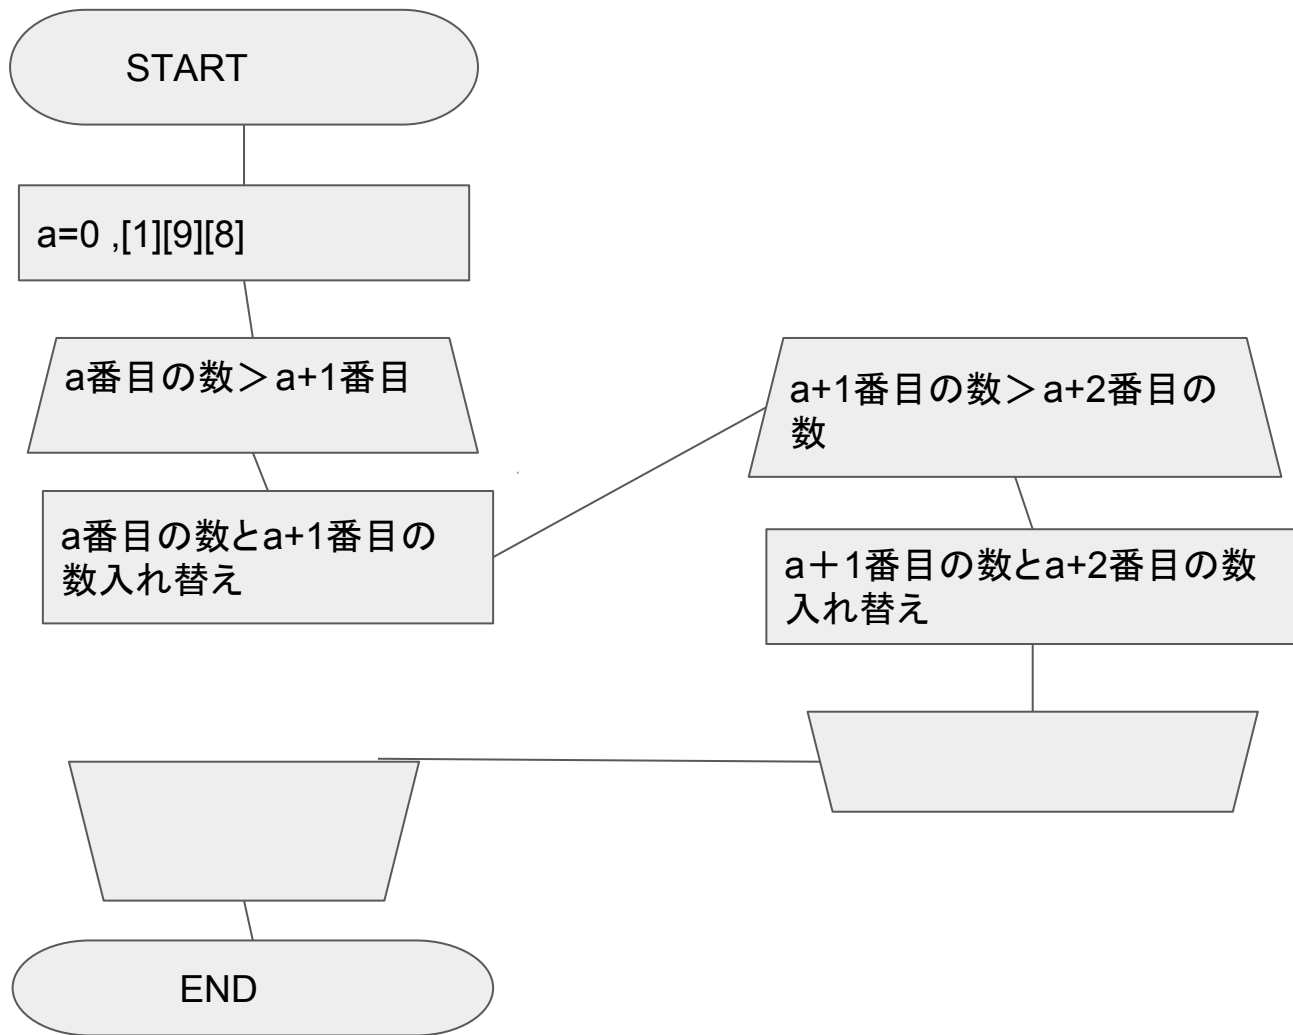 START
a=0 ,[1][9][8]
a番目の数＞a+1番目
a番目の数とa+1番目の
数入れ替え
a+1番目の数＞a+2番目の
数
a＋1番目の数とa+2番目の数
入れ替え
END